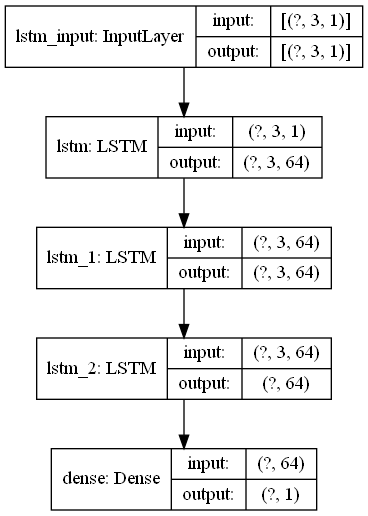 lstm_input: InputLayer
input: [(?, 3, 1)]
output: [(?, 3, 1)]
lstm: LSTM
input: (?, 3, 1)
output: (?, 3, 64)
lstm_1: LSTM
input: (?, 3, 64)
output: (?, 3, 64)
lstm_2: LSTM
input: (?, 3, 64)
output: (?, 64)
dense: Dense
input: (?, 64)
output: (?, 1)